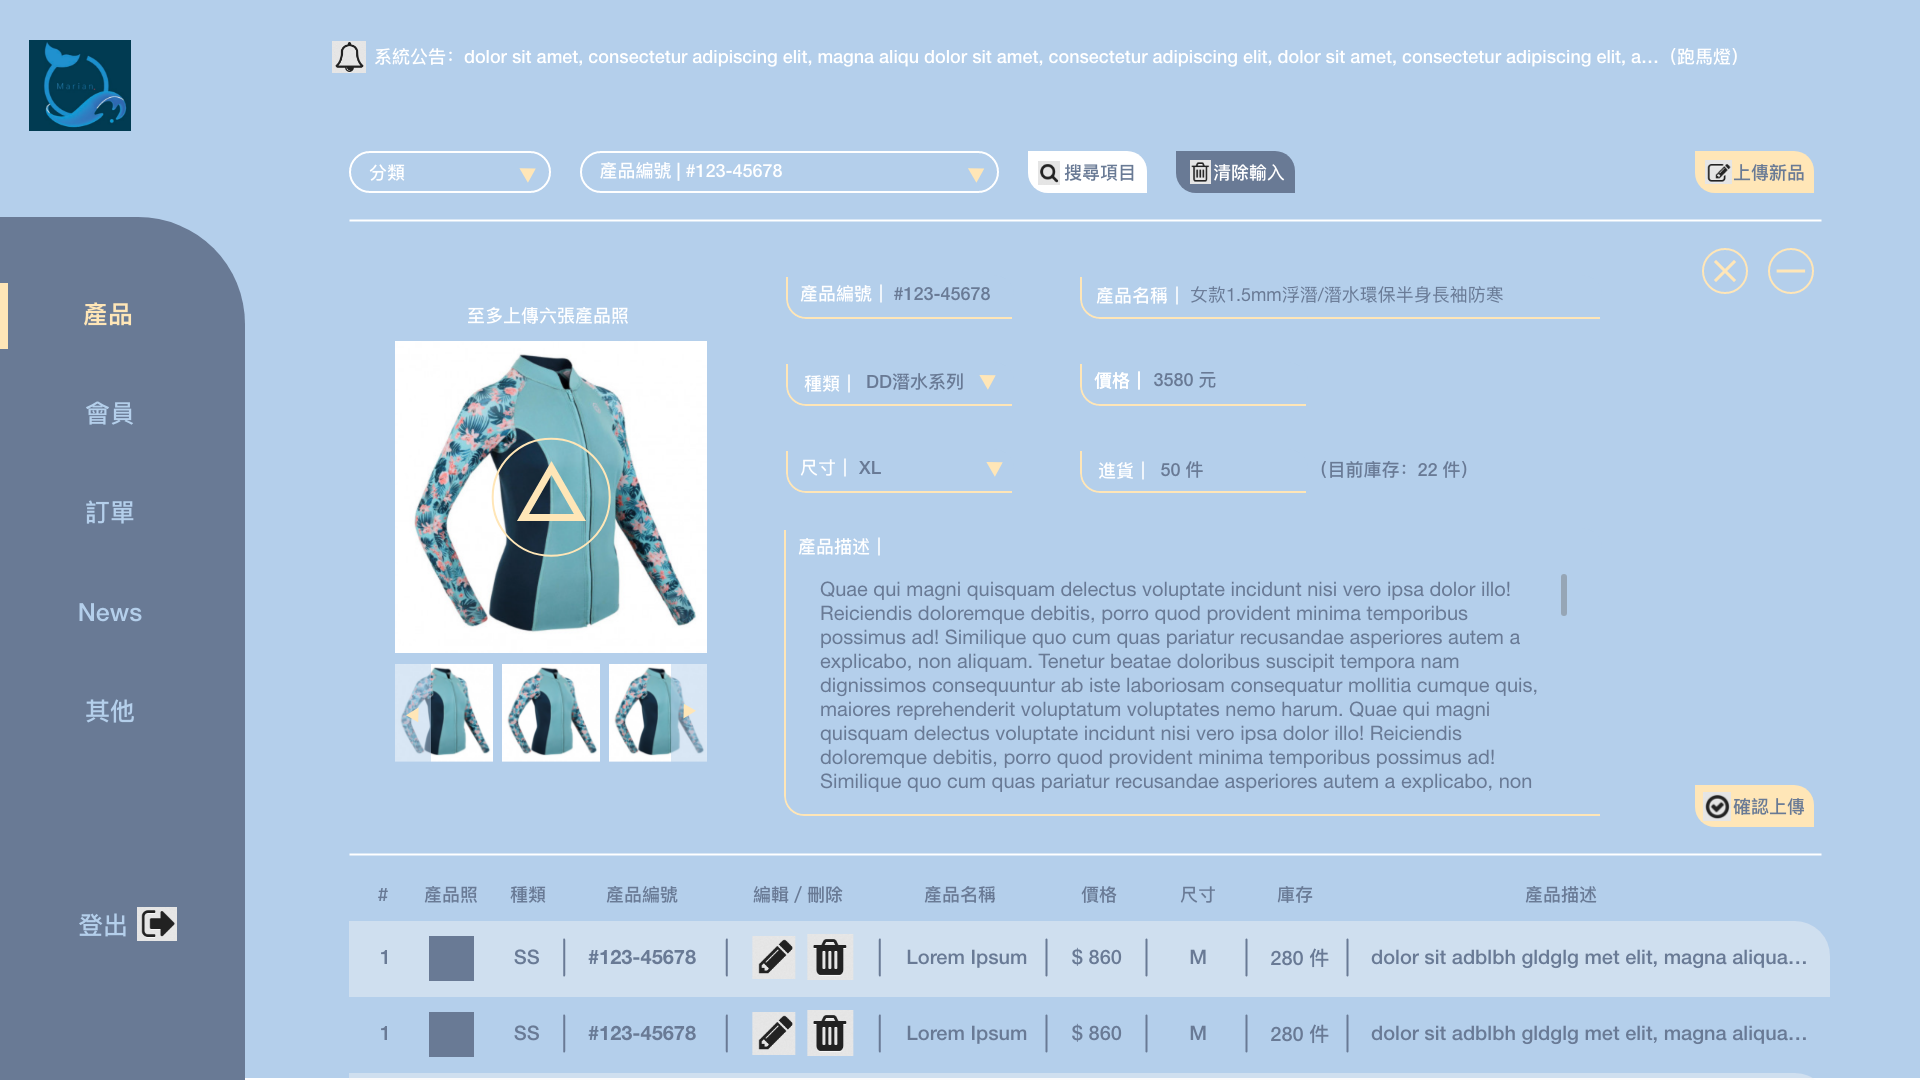 Marian.
系統公告：dolor sit amet, consectetur adipiscing elit, magna aliqu dolor sit amet, consectetur adipiscing elit, dolor sit amet, consectetur adipiscing elit, a...（跑馬燈）
分類
產品編號 | #123-45678
搜尋項目
清除輸入
上傳新品
產品
會員
訂單
News
其他
登出
至多上傳六張產品照
產品編號 | #123-45678
產品名稱 | 女款1.5mm浮潛/潛水環保半身長袖防寒
種類 | DD潛水系列
價格 | 3580 元
尺寸 | XL
進貨 | 50 件
（目前庫存：22 件）
產品描述 |
Quae qui magni quisquam delectus voluptate incidunt nisi vero ipsa dolor illo!
Reiciendis doloremque debitis, porro quod provident minima temporibus
possimus ad! Similique quo cum quas pariatur recusandae asperiores autem a
explicabo, non aliquam. Tenetur beatae doloribus suscipit tempora nam
dignissimos consequuntur ab iste laboriosam consequatur mollitia cumque quis,
maiores reprehenderit voluptatum voluptates nemo harum. Quae qui magni
quisquam delectus voluptate incidunt nisi vero ipsa dolor illo! Reiciendis
doloremque debitis, porro quod provident minima temporibus possimus ad!
Similique quo cum quas pariatur recusandae asperiores autem a explicabo, non
確認上傳
# 產品照 種類 產品編號 編輯 / 刪除 產品名稱 價格 尺寸 庫存 產品描述
1 SS #123-45678 Lorem Ipsum $ 860 M 280 件 dolor sit adblbh gldglg met elit, magna aliqua...
1 SS #123-45678 Lorem Ipsum $ 860 M 280 件 dolor sit adblbh gldglg met elit, magna aliqua...